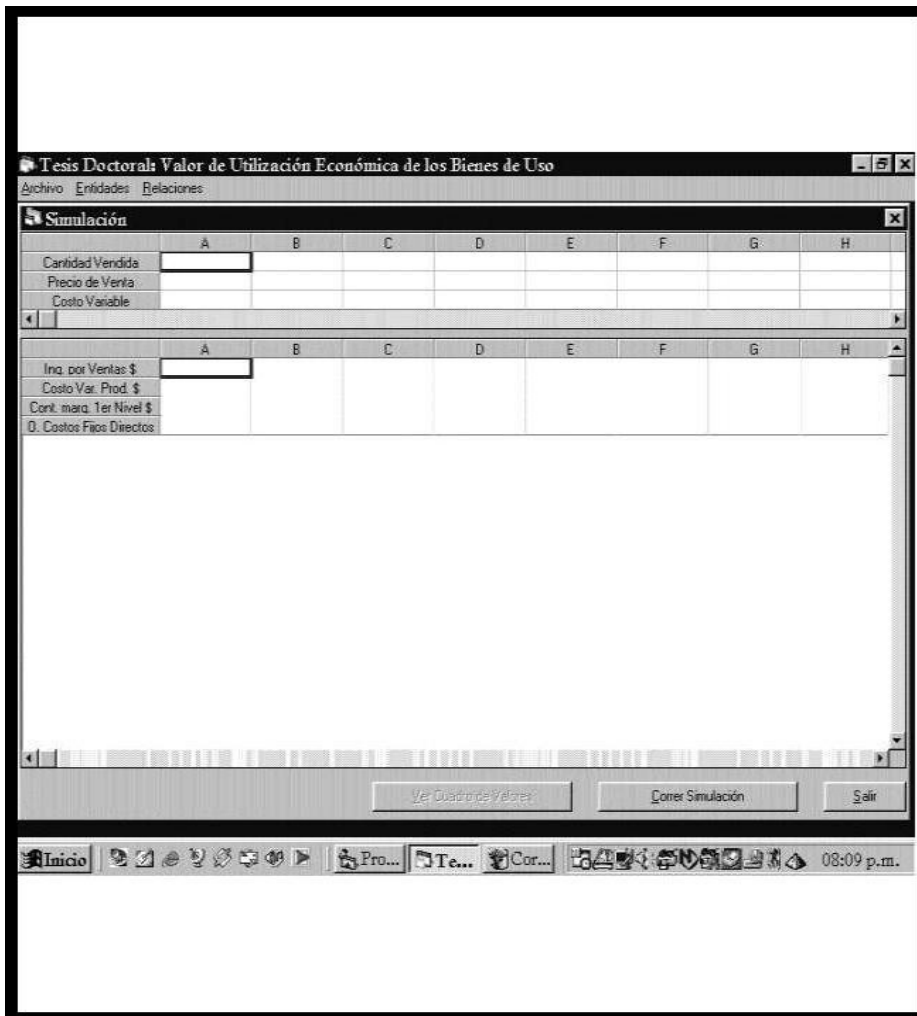 Tesis Doctoral: Valor de Utilización Económica de los Bienes de Uso
Archivo Entidades Relaciones
Simulación
A B C D E F G H
Cantidad Vendida
Precio de Venta
Costo Variable
A B C D E F G H
Ing. por Ventas $
Costo Var. Prod. $
Cont. marg. 1er Nivel $
O. Costos Fijos Directos
Ver Cuadro de Valores Correr Simulación Salir
Inicio Pro... Te... Cor... 08:09 p.m.